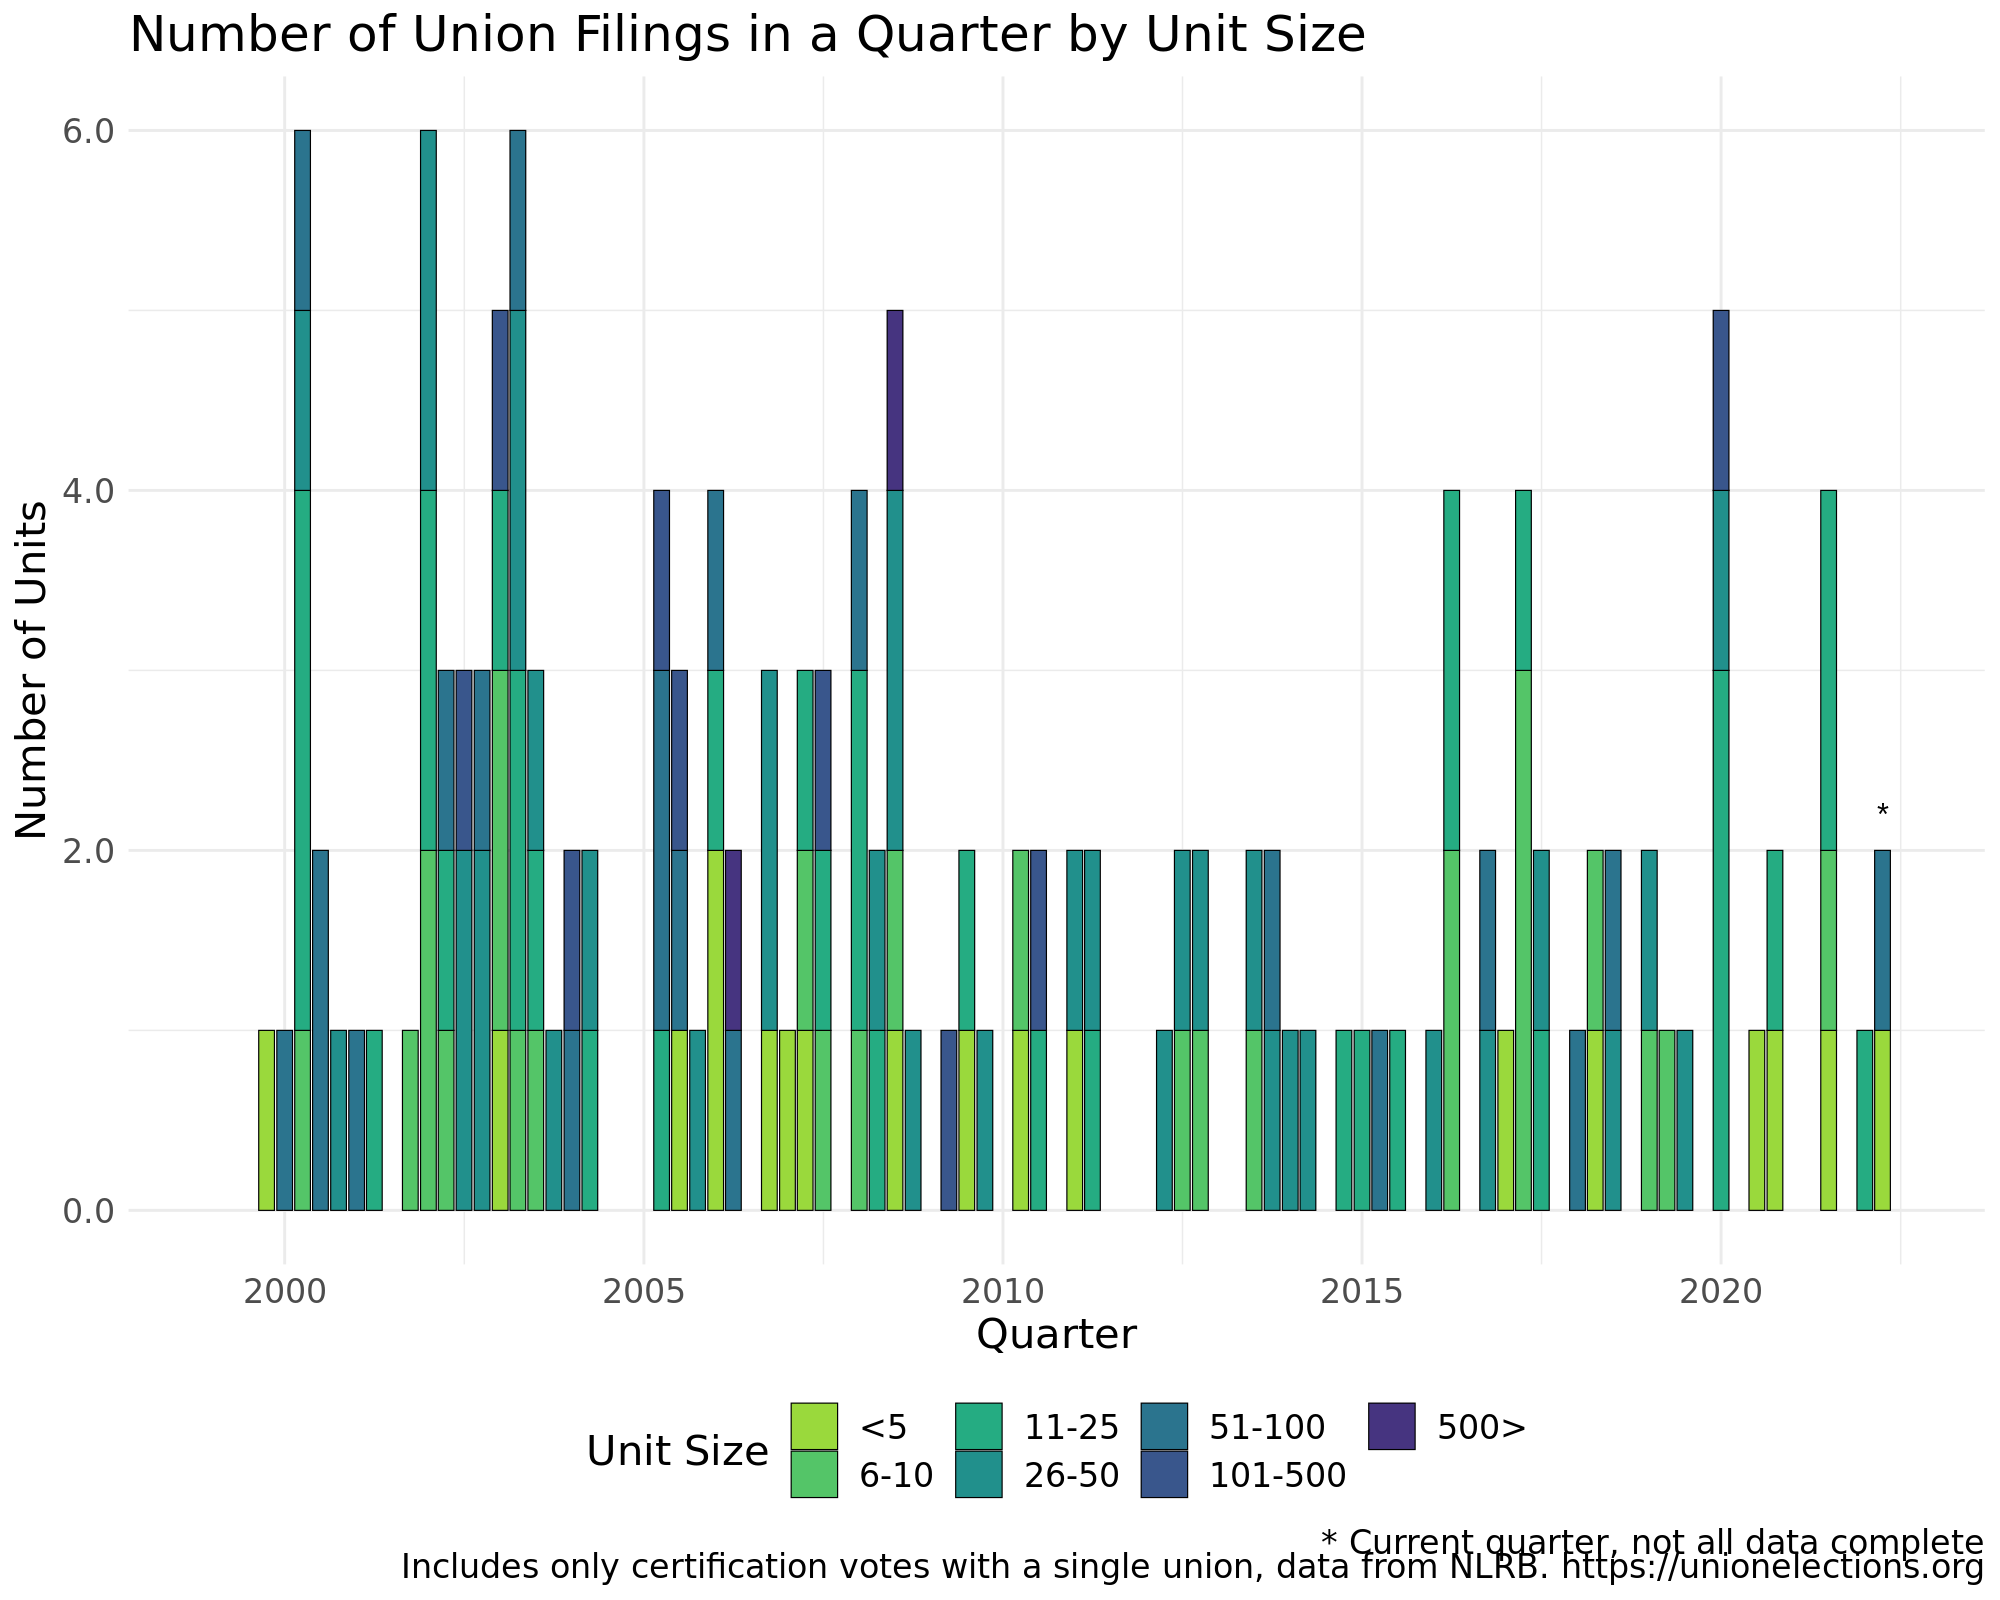 Number of Union Filings in a Quarter by Unit Size
Number of Units
6.0
4.0
2.0
0.0
*
2000 2005 2010 2015 2020
Quarter
Unit Size
<5 11-25 51-100 500>
6-10 26-50 101-500
* Current quarter, not all data complete
Includes only certification votes with a single union, data from NLRB. https://unionelections.org